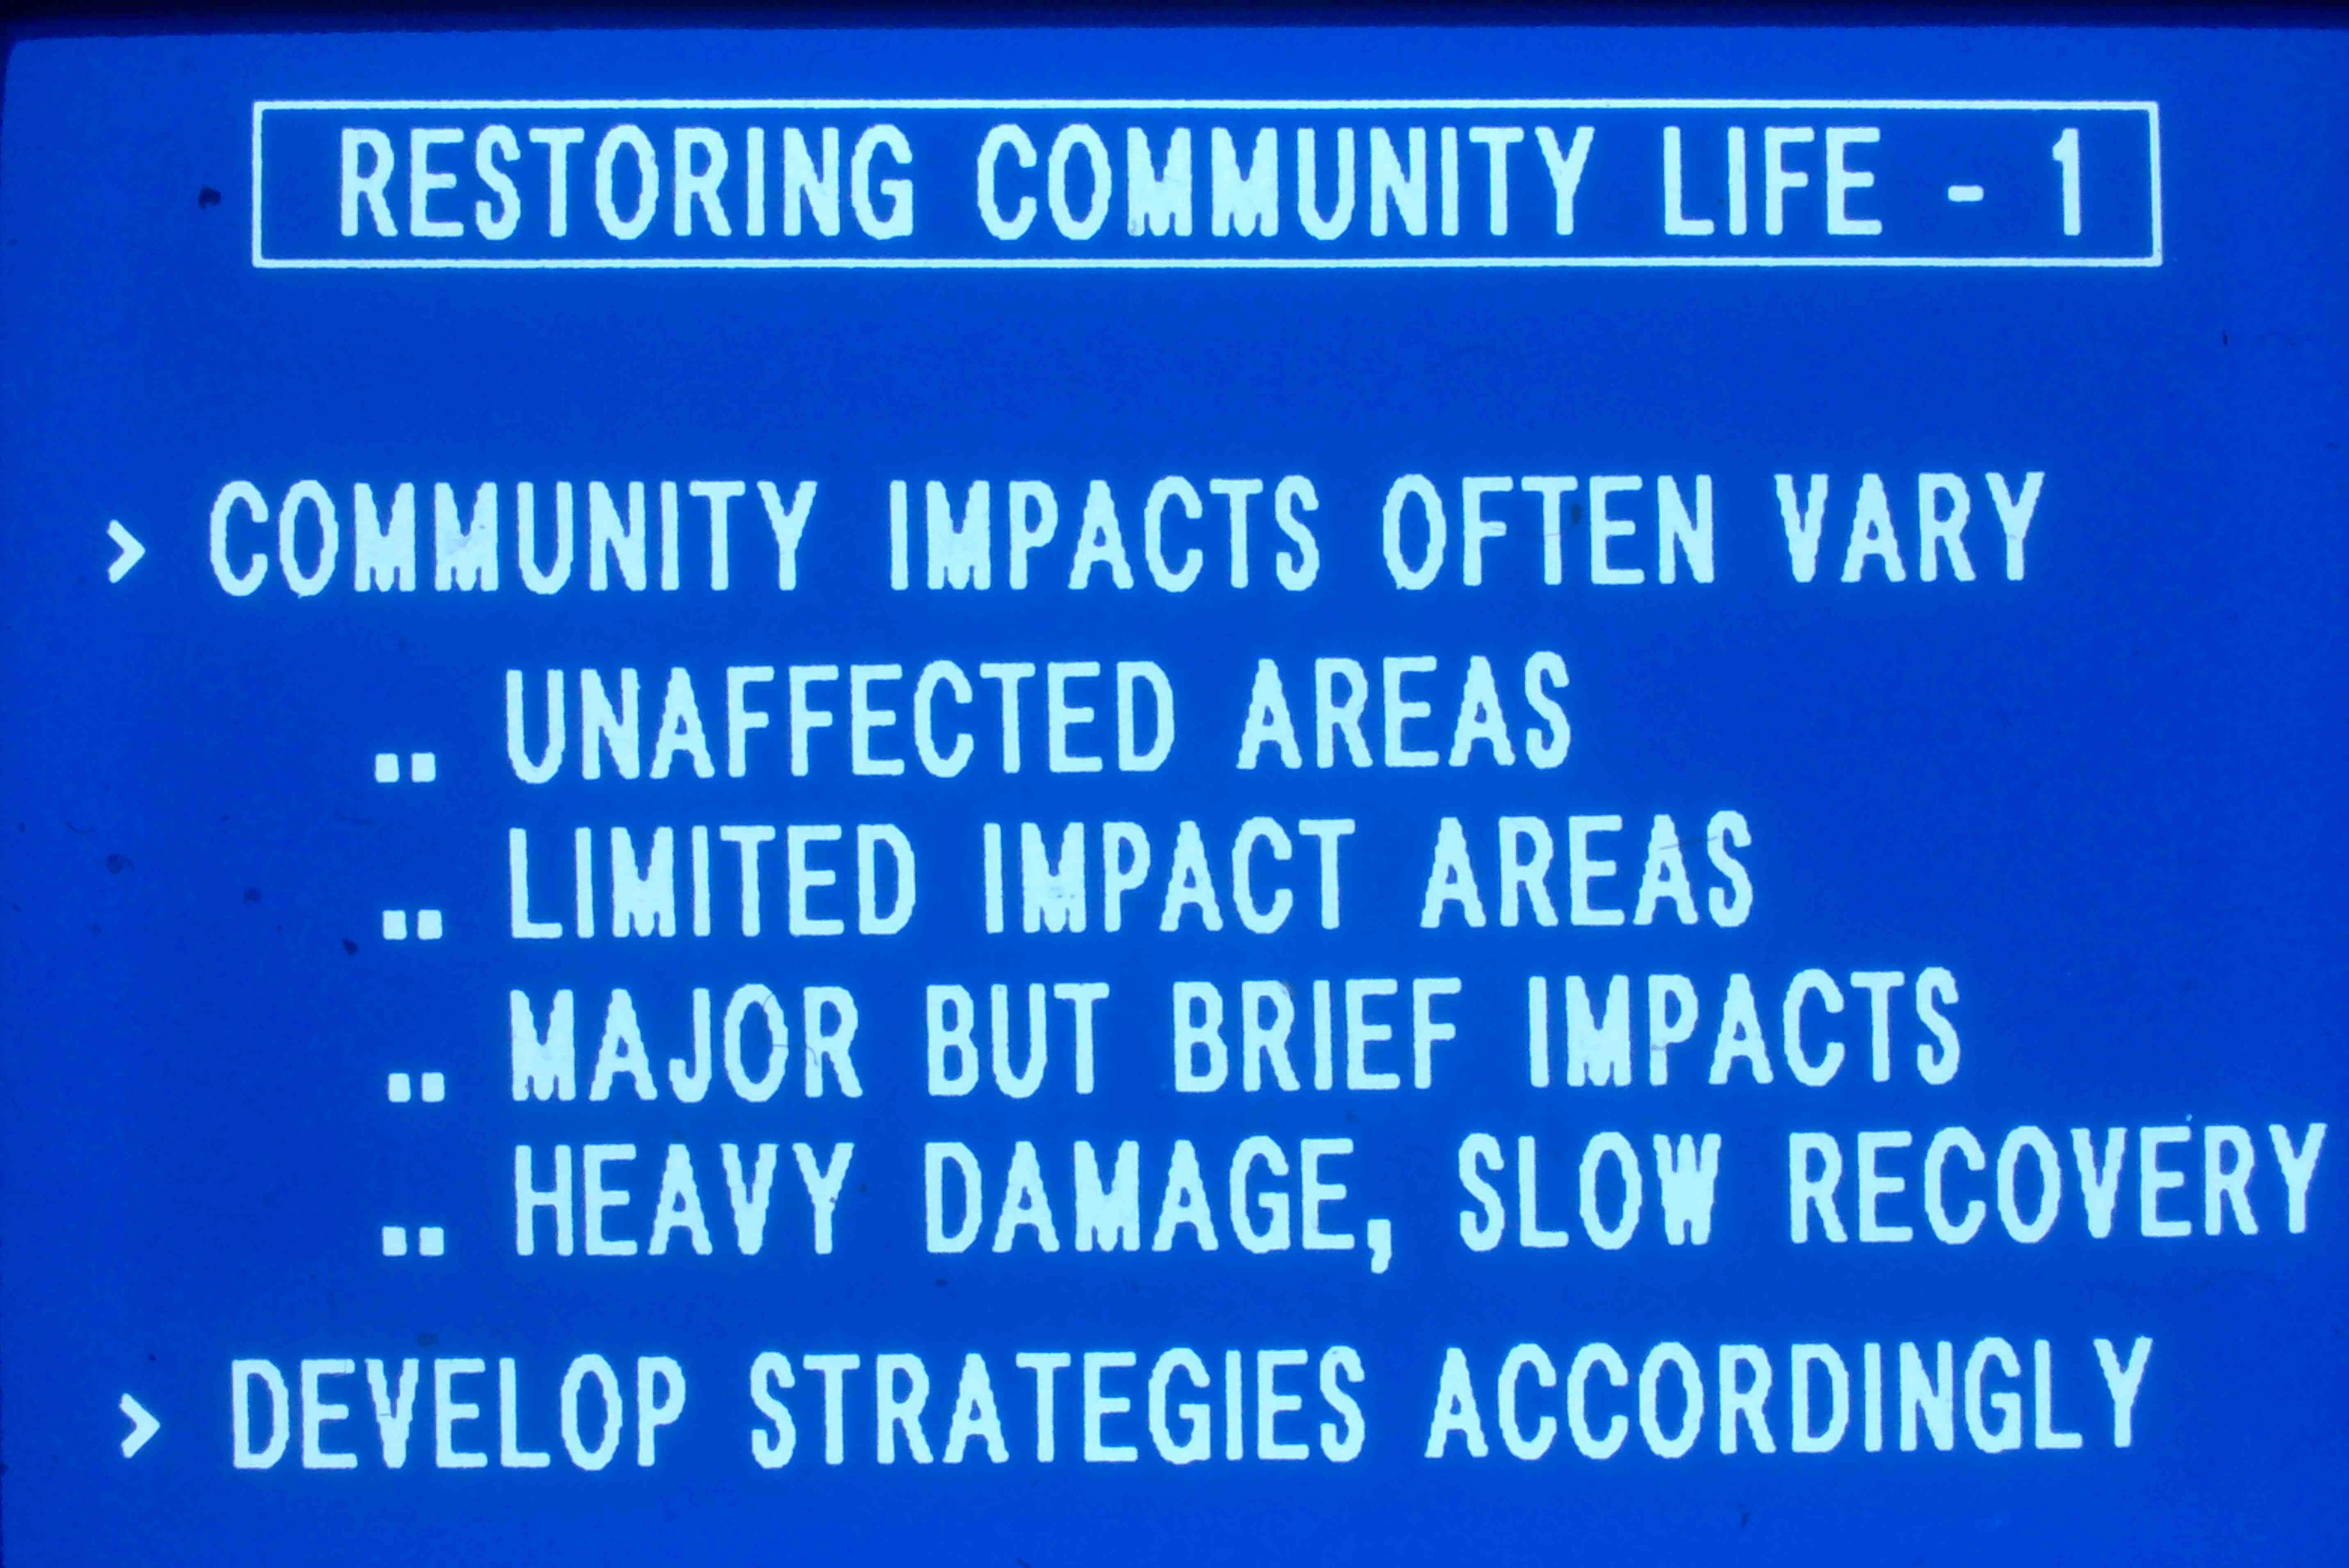 RESTORING COMMUNITY LIFE - 1
> COMMUNITY IMPACTS OFTEN VARY
.. UNAFFECTED AREAS
.. LIMITED IMPACT AREAS
.. MAJOR BUT BRIEF IMPACTS
.. HEAVY DAMAGE, SLOW RECOVERY
> DEVELOP STRATEGIES ACCORDINGLY